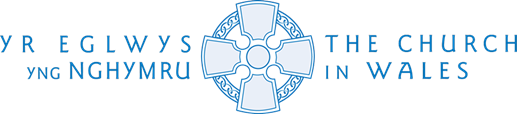 YR EGLWYS
YNG NGHYMRU
THE CHURCH
IN WALES